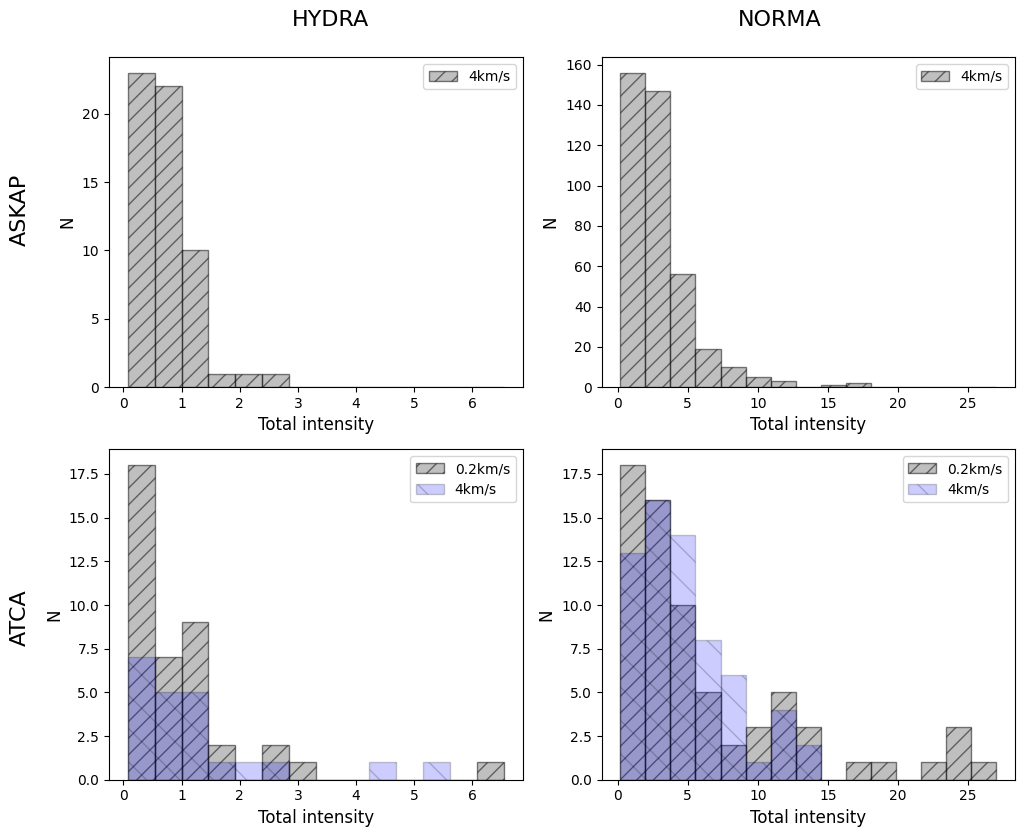 HYDRA NORMA
ASKAP
N
20
15
10
5
0
4km/s
0 1 2 3 4 5 6
Total intensity
N
160
140
120
100
80
60
40
20
0
4km/s
0 5 10 15 20 25
Total intensity
ATCA
N
17.5
15.0
12.5
10.0
7.5
5.0
2.5
0.0
0.2km/s
4km/s
0 1 2 3 4 5 6
Total intensity
N
17.5
15.0
12.5
10.0
7.5
5.0
2.5
0.0
0.2km/s
4km/s
0 5 10 15 20 25
Total intensity